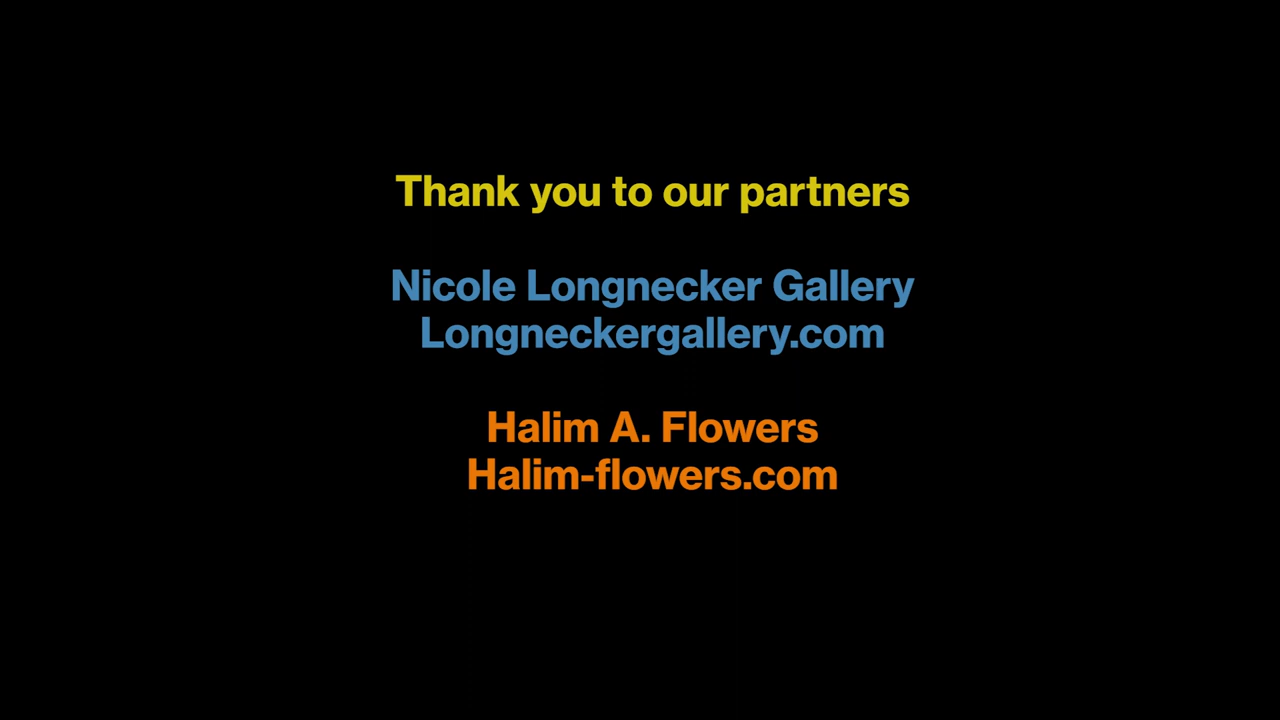 Thank you to our partners
Nicole Longnecker Gallery
Longneckergallery.com
Halim A. Flowers
Halim-flowers.com